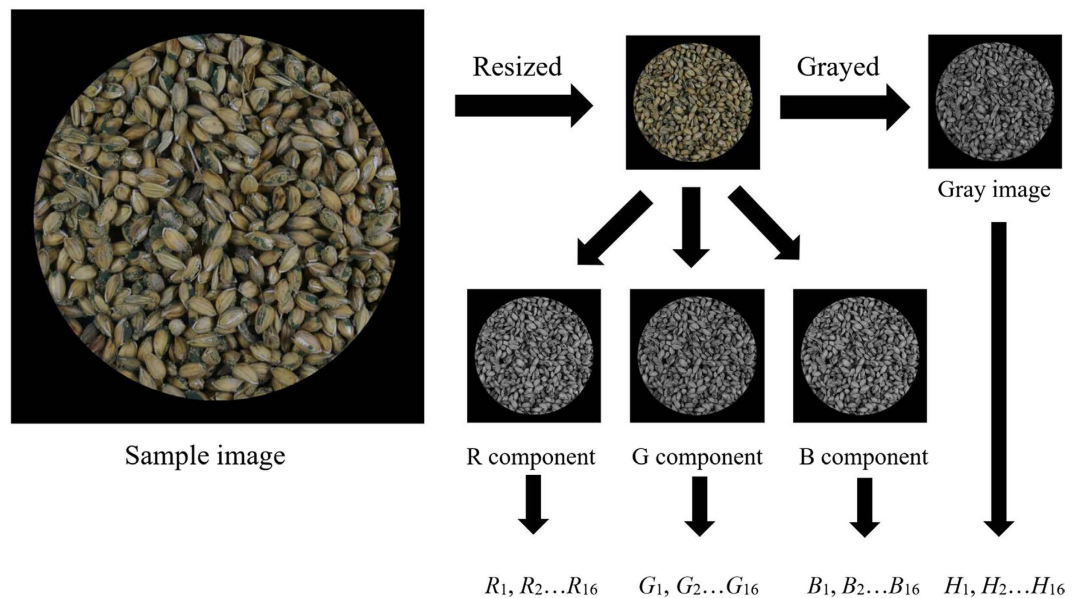 Resized
Grayed
Gray image
Sample image
R component
G component
B component
R1, R2…R16
G1, G2…G16
B1, B2…B16
H1, H2…H16